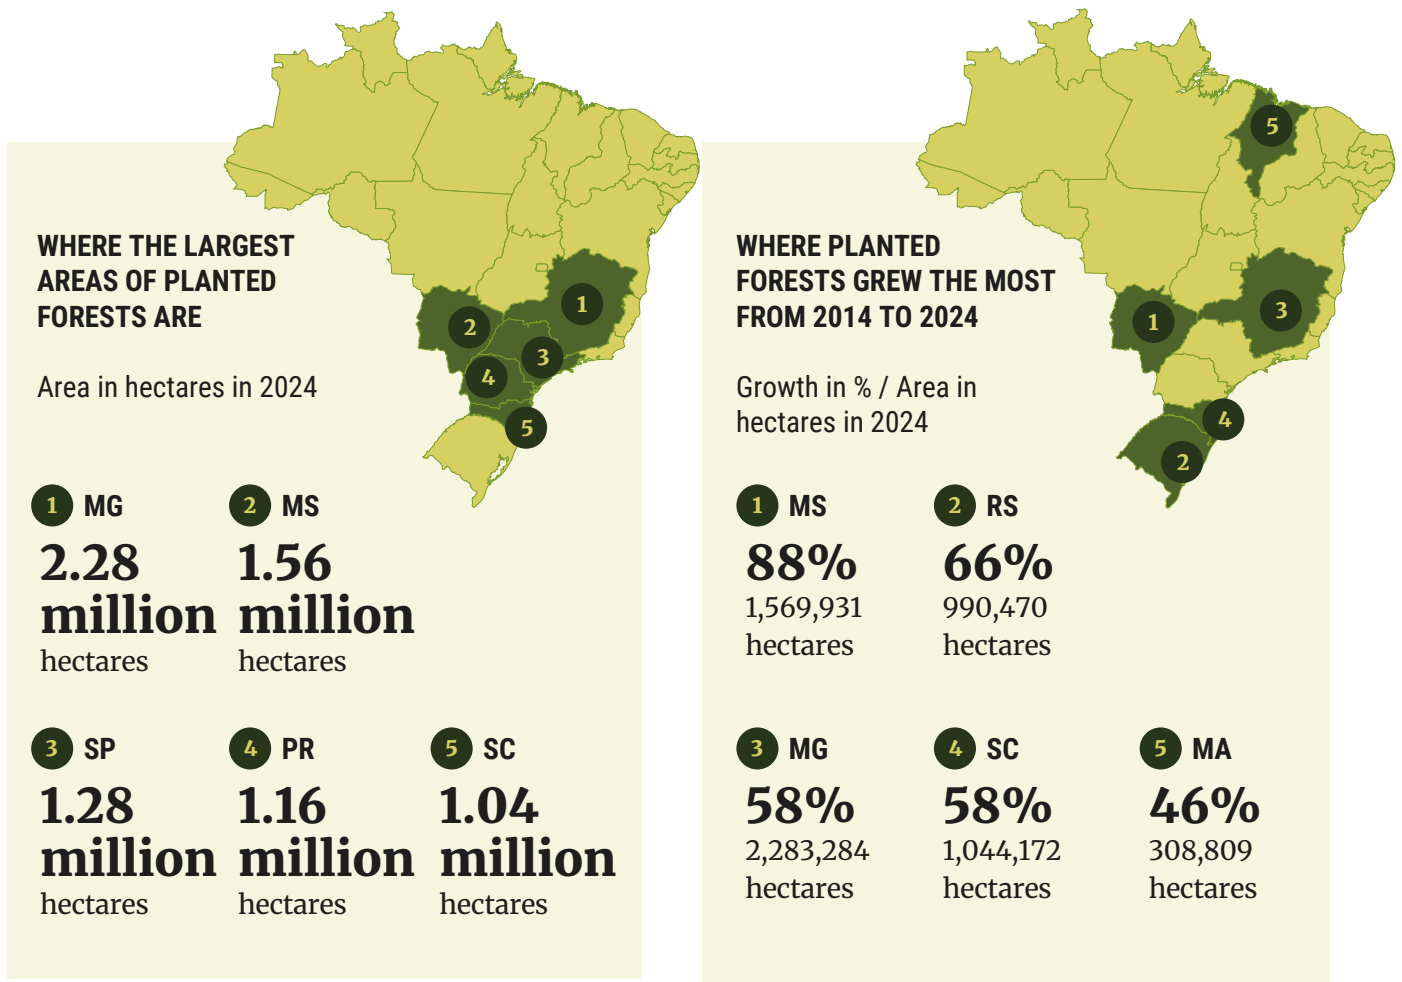 WHERE THE LARGEST
AREAS OF PLANTED
FORESTS ARE
Area in hectares in 2024
1
2
3
4
5
1 MG
2.28
million
hectares
2 MS
1.56
million
hectares
3 SP
1.28
million
hectares
4 PR
1.16
million
hectares
5 SC
1.04
million
hectares
WHERE PLANTED
FORESTS GREW THE MOST
FROM 2014 TO 2024
Growth in % / Area in
hectares in 2024
5
3
1
4
2
1 MS
88%
1,569,931
hectares
2 RS
66%
990,470
hectares
3 MG
58%
2,283,284
hectares
4 SC
58%
1,044,172
hectares
5 MA
46%
308,809
hectares